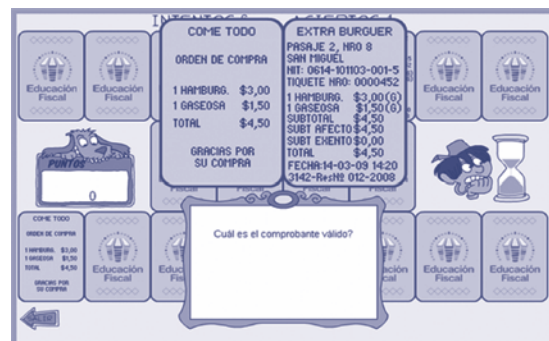 INTENTOS
ACIERTOS
COME TODO
ORDEN DE COMPRA
1 HAMBURG. $3,00
1 GASEOSA $1,50
TOTAL $4,50
GRACIAS POR
SU COMPRA
EXTRA BURGUER
PASAJE 2, NRO 8
SAN MIGUEL
NIT: 0614-101103-001-5
TIQUETE NRO: 0000452
1 HAMBURG. $3,00(G)
1 GASEOSA $1,50(G)
SUBTOTAL $4,50
SUBT AFECTO $4,50
SUBT EXENTO $0,00
TOTAL $4,50
FECHA:14-03-09 14:20
3142-R+sN2 012-2008
Educación
Fiscal
Educación
Fiscal
Educación
Fiscal
Educación
Fiscal
PUNTOS
0
Fiscal
Fiscal
Fiscal
Cuál es el comprobante válido?
COME TODO
ORDEN DE COMPRA
1 HAMBURG. $3,00
1 GASEOSA $1,50
TOTAL $4,50
GRACIAS POR
SU COMPRA
Educación
Fiscal
Educación
Fiscal
Educación
Fiscal